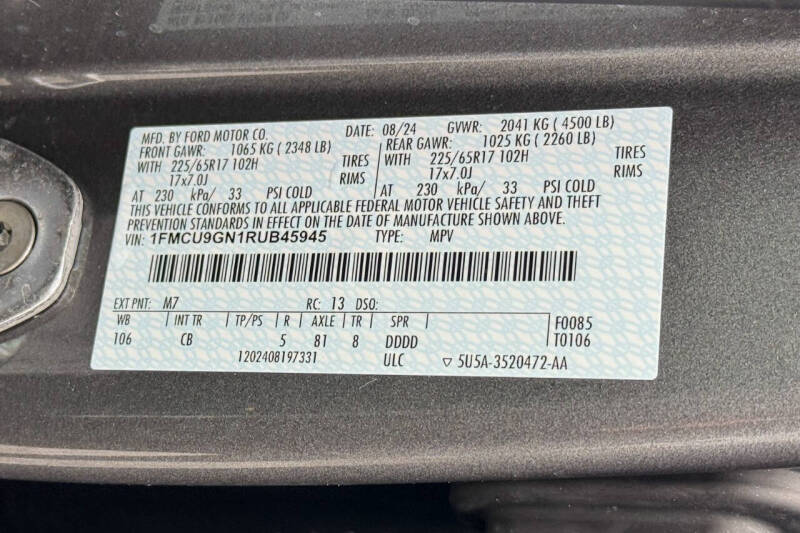 MFD. BY FORD MOTOR CO. DATE: 08/24 GVWR: 2041 KG ( 4500 LB)
FRONT GAWR: 1065 KG ( 2348 LB) REAR GAWR: 1025 KG ( 2260 LB)
WITH 225/65R17 102H TIRES WITH 225/65R17 102H TIRES
17x7.0J RIMS 17x7.0J RIMS
AT 230 kPa/ 33 PSI COLD AT 230 kPa/ 33 PSI COLD
THIS VEHICLE CONFORMS TO ALL APPLICABLE FEDERAL MOTOR VEHICLE SAFETY AND THEFT
PREVENTION STANDARDS IN EFFECT ON THE DATE OF MANUFACTURE SHOWN ABOVE.
VIN: 1FMCU9GN1RUB45945 TYPE: MPV
EXT PNT: M7 RC: 13 DSO:
WB INT TR TP/PS R AXLE TR SPR F0085
106 CB 5 81 8 DDDD T0106
1202408197331 ULC ▽ 5U5A-3520472-AA